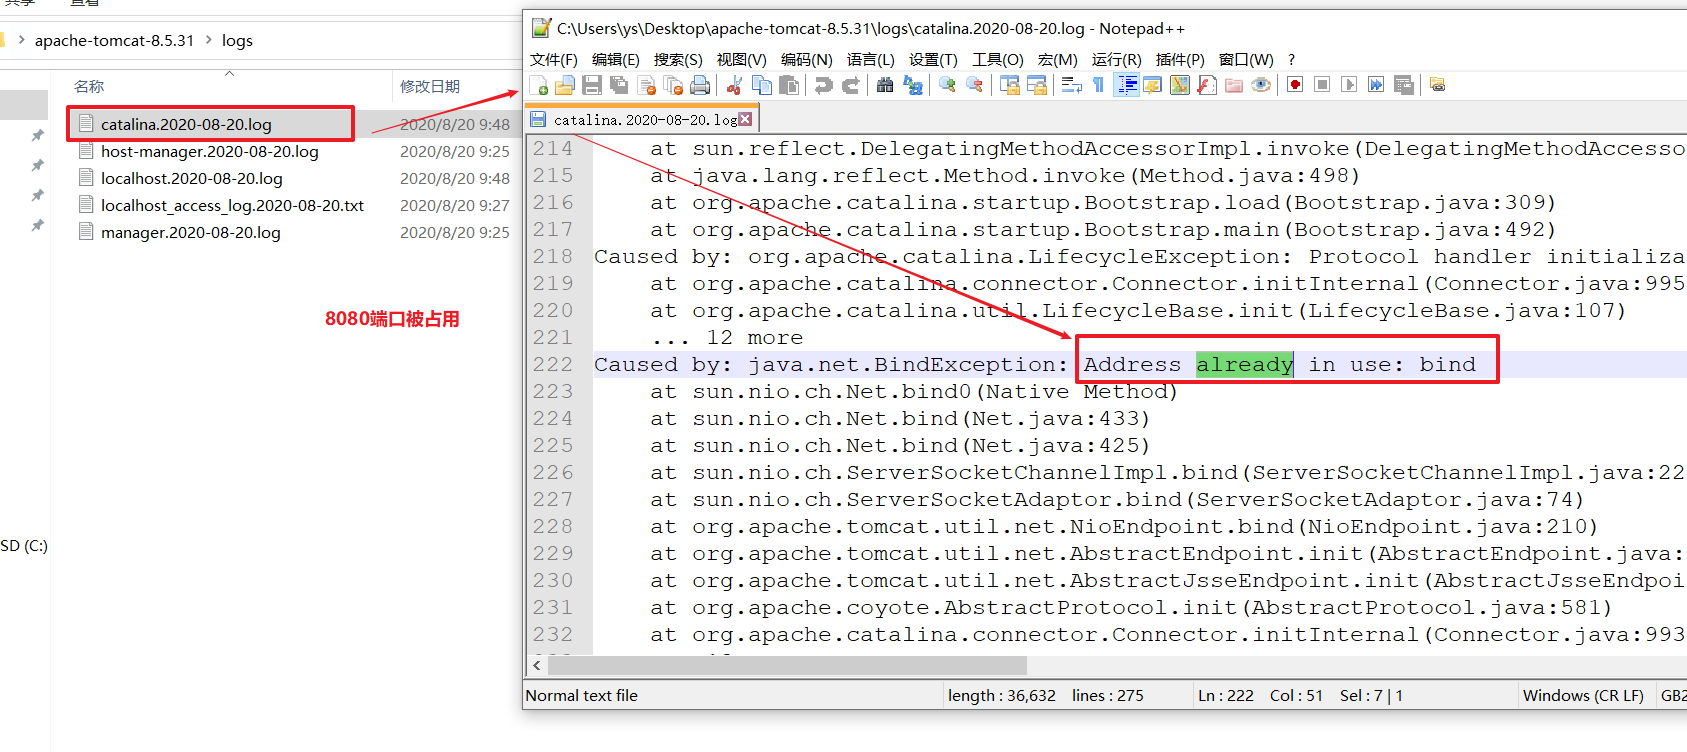 查看
apache-tomcat-8.5.31 > logs
名称
修改日期
catalina.2020-08-20.log 2020/8/20 9:48
host-manager.2020-08-20.log 2020/8/20 9:25
localhost.2020-08-20.log 2020/8/20 9:48
localhost_access_log.2020-08-20.txt 2020/8/20 9:27
manager.2020-08-20.log 2020/8/20 9:25
8080端口被占用
SD (C:)
C:\Users\ys\Desktop\apache-tomcat-8.5.31\logs\catalina.2020-08-20.log - Notepad++
文件(F) 编辑(E) 搜索(S) 视图(V) 编码(N) 语言(L) 设置(T) 工具(O) 宏(M) 运行(R) 插件(P) 窗口(W) ?
catalina.2020-08-20.log
214 at sun.reflect.DelegatingMethodAccessorImpl.invoke(DelegatingMethodAccesso
215 at java.lang.reflect.Method.invoke(Method.java:498)
216 at org.apache.catalina.startup.Bootstrap.load(Bootstrap.java:309)
217 at org.apache.catalina.startup.Bootstrap.main(Bootstrap.java:492)
218 Caused by: org.apache.catalina.LifecycleException: Protocol handler initializa
219 at org.apache.catalina.connector.Connector.initInternal(Connector.java:995
220 at org.apache.catalina.util.LifecycleBase.init(LifecycleBase.java:107)
221 ... 12 more
222 Caused by: java.net.BindException: Address already in use: bind
223 at sun.nio.ch.Net.bind0(Native Method)
224 at sun.nio.ch.Net.bind(Net.java:433)
225 at sun.nio.ch.Net.bind(Net.java:425)
226 at sun.nio.ch.ServerSocketChannelImpl.bind(ServerSocketChannelImpl.java:22
227 at sun.nio.ch.ServerSocketAdaptor.bind(ServerSocketAdaptor.java:74)
228 at org.apache.tomcat.util.net.NioEndpoint.bind(NioEndpoint.java:210)
229 at org.apache.tomcat.util.net.AbstractEndpoint.init(AbstractEndpoint.java:
230 at org.apache.tomcat.util.net.AbstractJsseEndpoint.init(AbstractJsseEndpoi
231 at org.apache.coyote.AbstractProtocol.init(AbstractProtocol.java:581)
232 at org.apache.catalina.connector.Connector.initInternal(Connector.java:993
Normal text file length : 36,632 lines : 275 Ln : 222 Col : 51 Sel : 7 | 1 Windows (CR LF) GB2